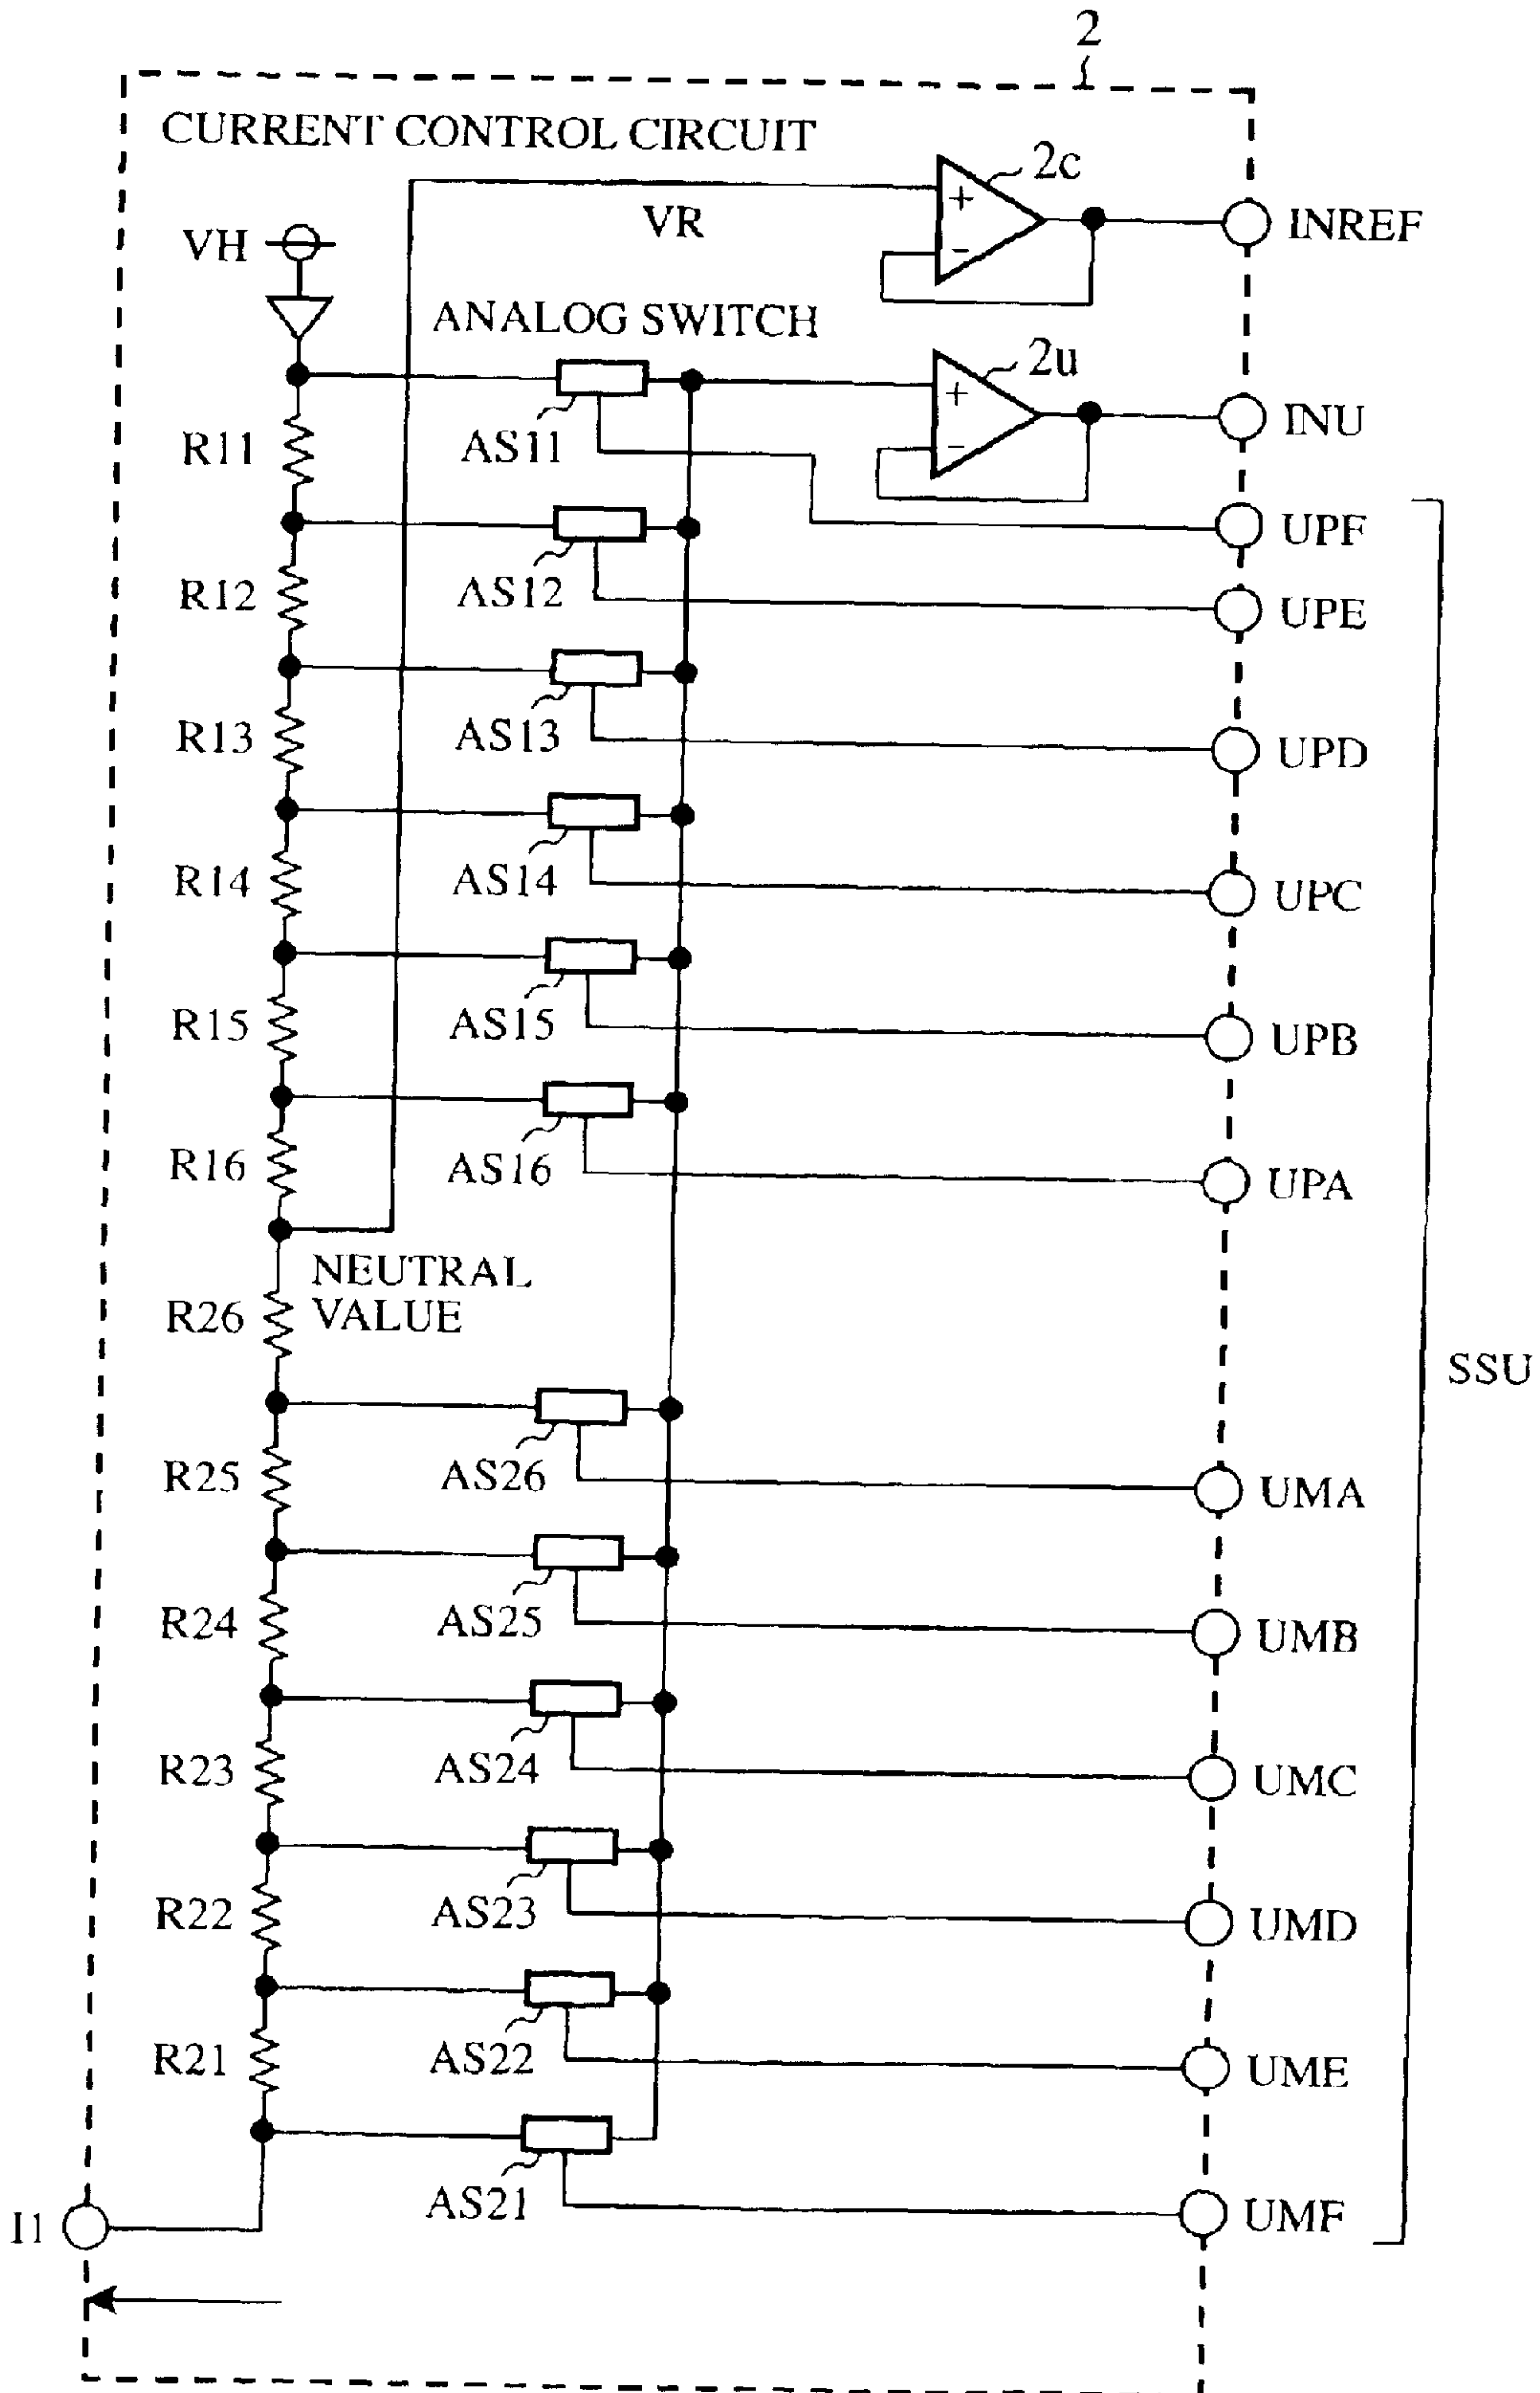 2
CURRENT CONTROL CIRCUIT
2c
+
−
INREF
VR
VH
ANALOG SWITCH
2u
+
−
INU
R11
AS11
UPF
R12
AS12
UPE
R13
AS13
UPD
R14
AS14
UPC
R15
AS15
UPB
R16
AS16
UPA
NEUTRAL
VALUE
R26
SSU
R25
AS26
UMA
R24
AS25
UMB
R23
AS24
UMC
R22
AS23
UMD
R21
AS22
UME
AS21
UMF
I1